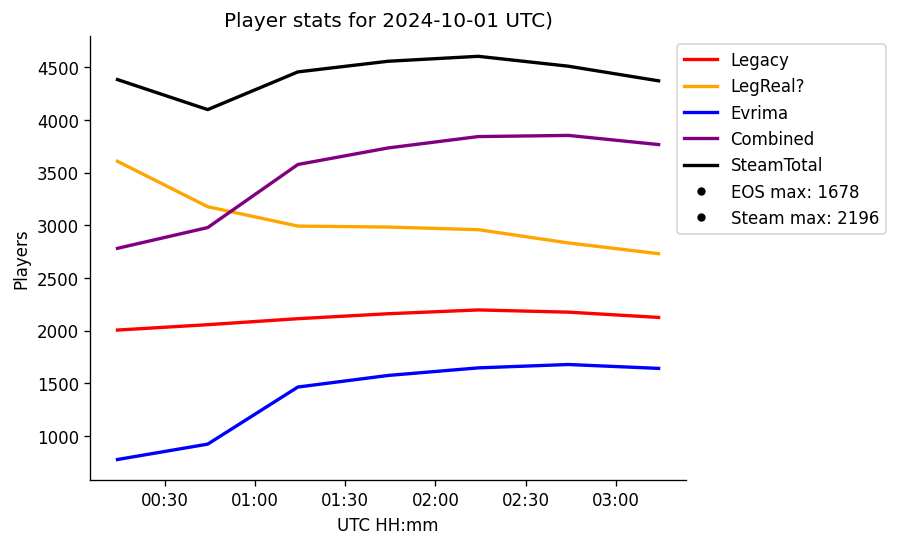 Player stats for 2024-10-01 UTC)
Legacy
LegReal?
Evrima
Combined
SteamTotal
EOS max: 1678
Steam max: 2196
Players
4500
4000
3500
3000
2500
2000
1500
1000
00:30 01:00 01:30 02:00 02:30 03:00
UTC HH:mm